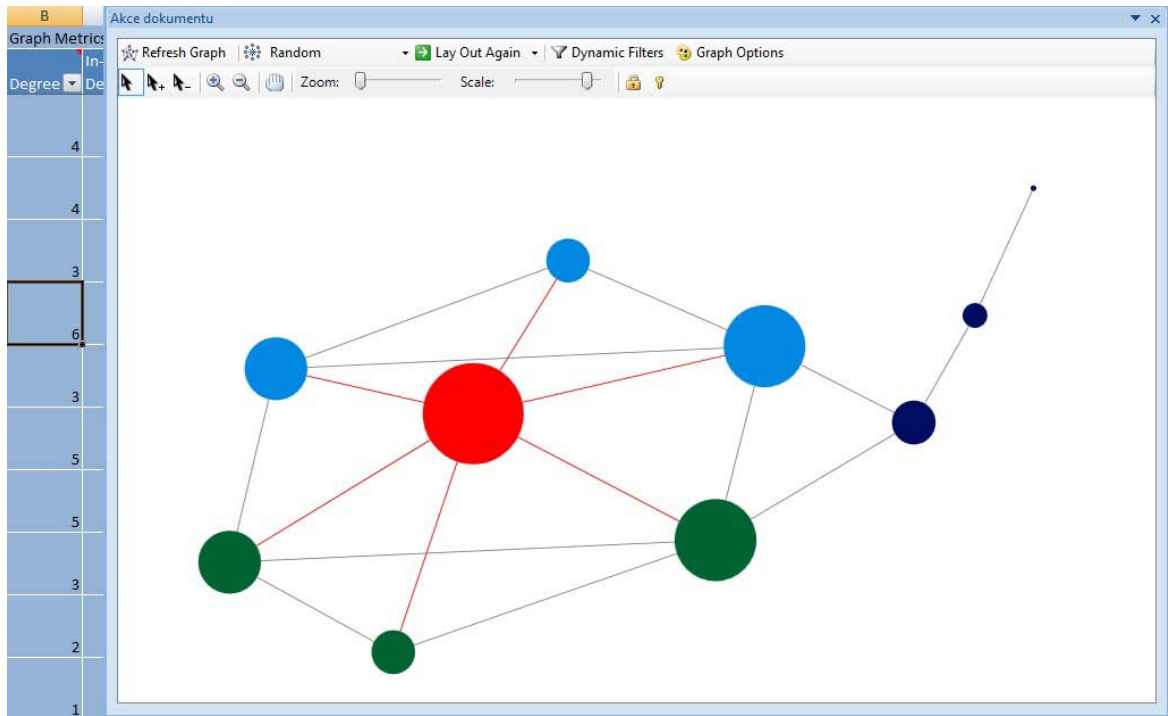 B
Akce dokumentu
Graph Metrics
Refresh Graph Random Lay Out Again Dynamic Filters Graph Options
In-
Degree De
Zoom: Scale:
4
4
3
6
3
5
5
3
2
1